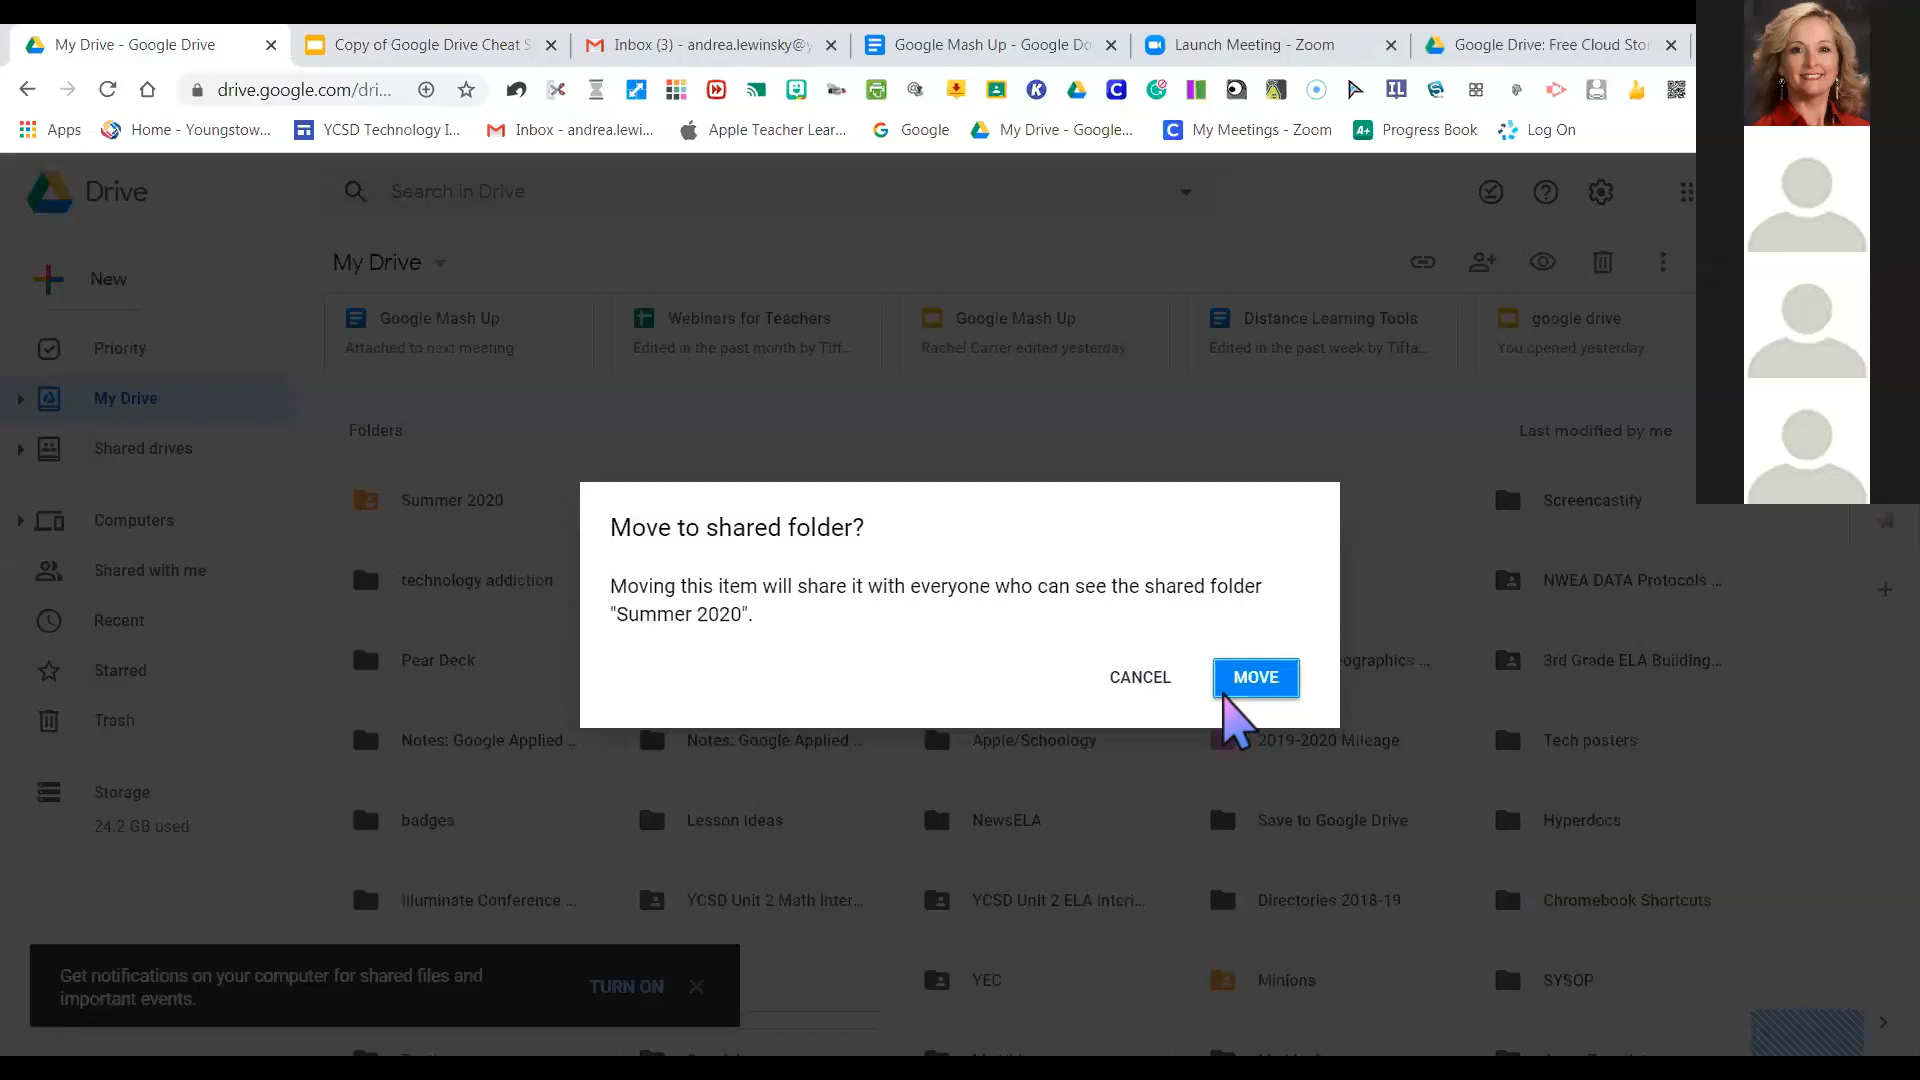 My Drive - Google Drive
Copy of Google Drive Cheat S
Inbox (3) - andrea.lewinsky@y
Google Mash Up - Google Do
Launch Meeting - Zoom
Google Drive: Free Cloud Stor
drive.google.com/dri...
Apps
Home - Youngstow...
YCSD Technology I...
Inbox - andrea.lewi...
Apple Teacher Lear...
Google
My Drive - Google...
My Meetings - Zoom
Progress Book
Log On
Drive
Search in Drive
New
My Drive
Google Mash Up
Attached to next meeting
Webinars for Teachers
Edited in the past month by Tiff...
Google Mash Up
Rachel Carter edited yesterday
Distance Learning Tools
Edited in the past week by Tiffa...
google drive
You opened yesterday
Priority
My Drive
Shared drives
Computers
Shared with me
Recent
Starred
Trash
Storage
24.2 GB used
Folders
Last modified by me
Summer 2020
Screencastify
technology addiction
NWEA DATA Protocols ...
Pear Deck
ographics ...
3rd Grade ELA Building...
Move to shared folder?
Moving this item will share it with everyone who can see the shared folder
"Summer 2020".
CANCEL
MOVE
Notes: Google Applied ...
Notes: Google Applied ...
Apple/Schoology
2019-2020 Mileage
Tech posters
badges
Lesson ideas
NewsELA
Save to Google Drive
Hyperdocs
Illuminate Conference ...
YCSD Unit 2 Math Inter...
YCSD Unit 2 ELA Interi...
Directories 2018-19
Chromebook Shortcuts
YEC
Minions
SYSOP
Get notifications on your computer for shared files and
important events.
TURN ON